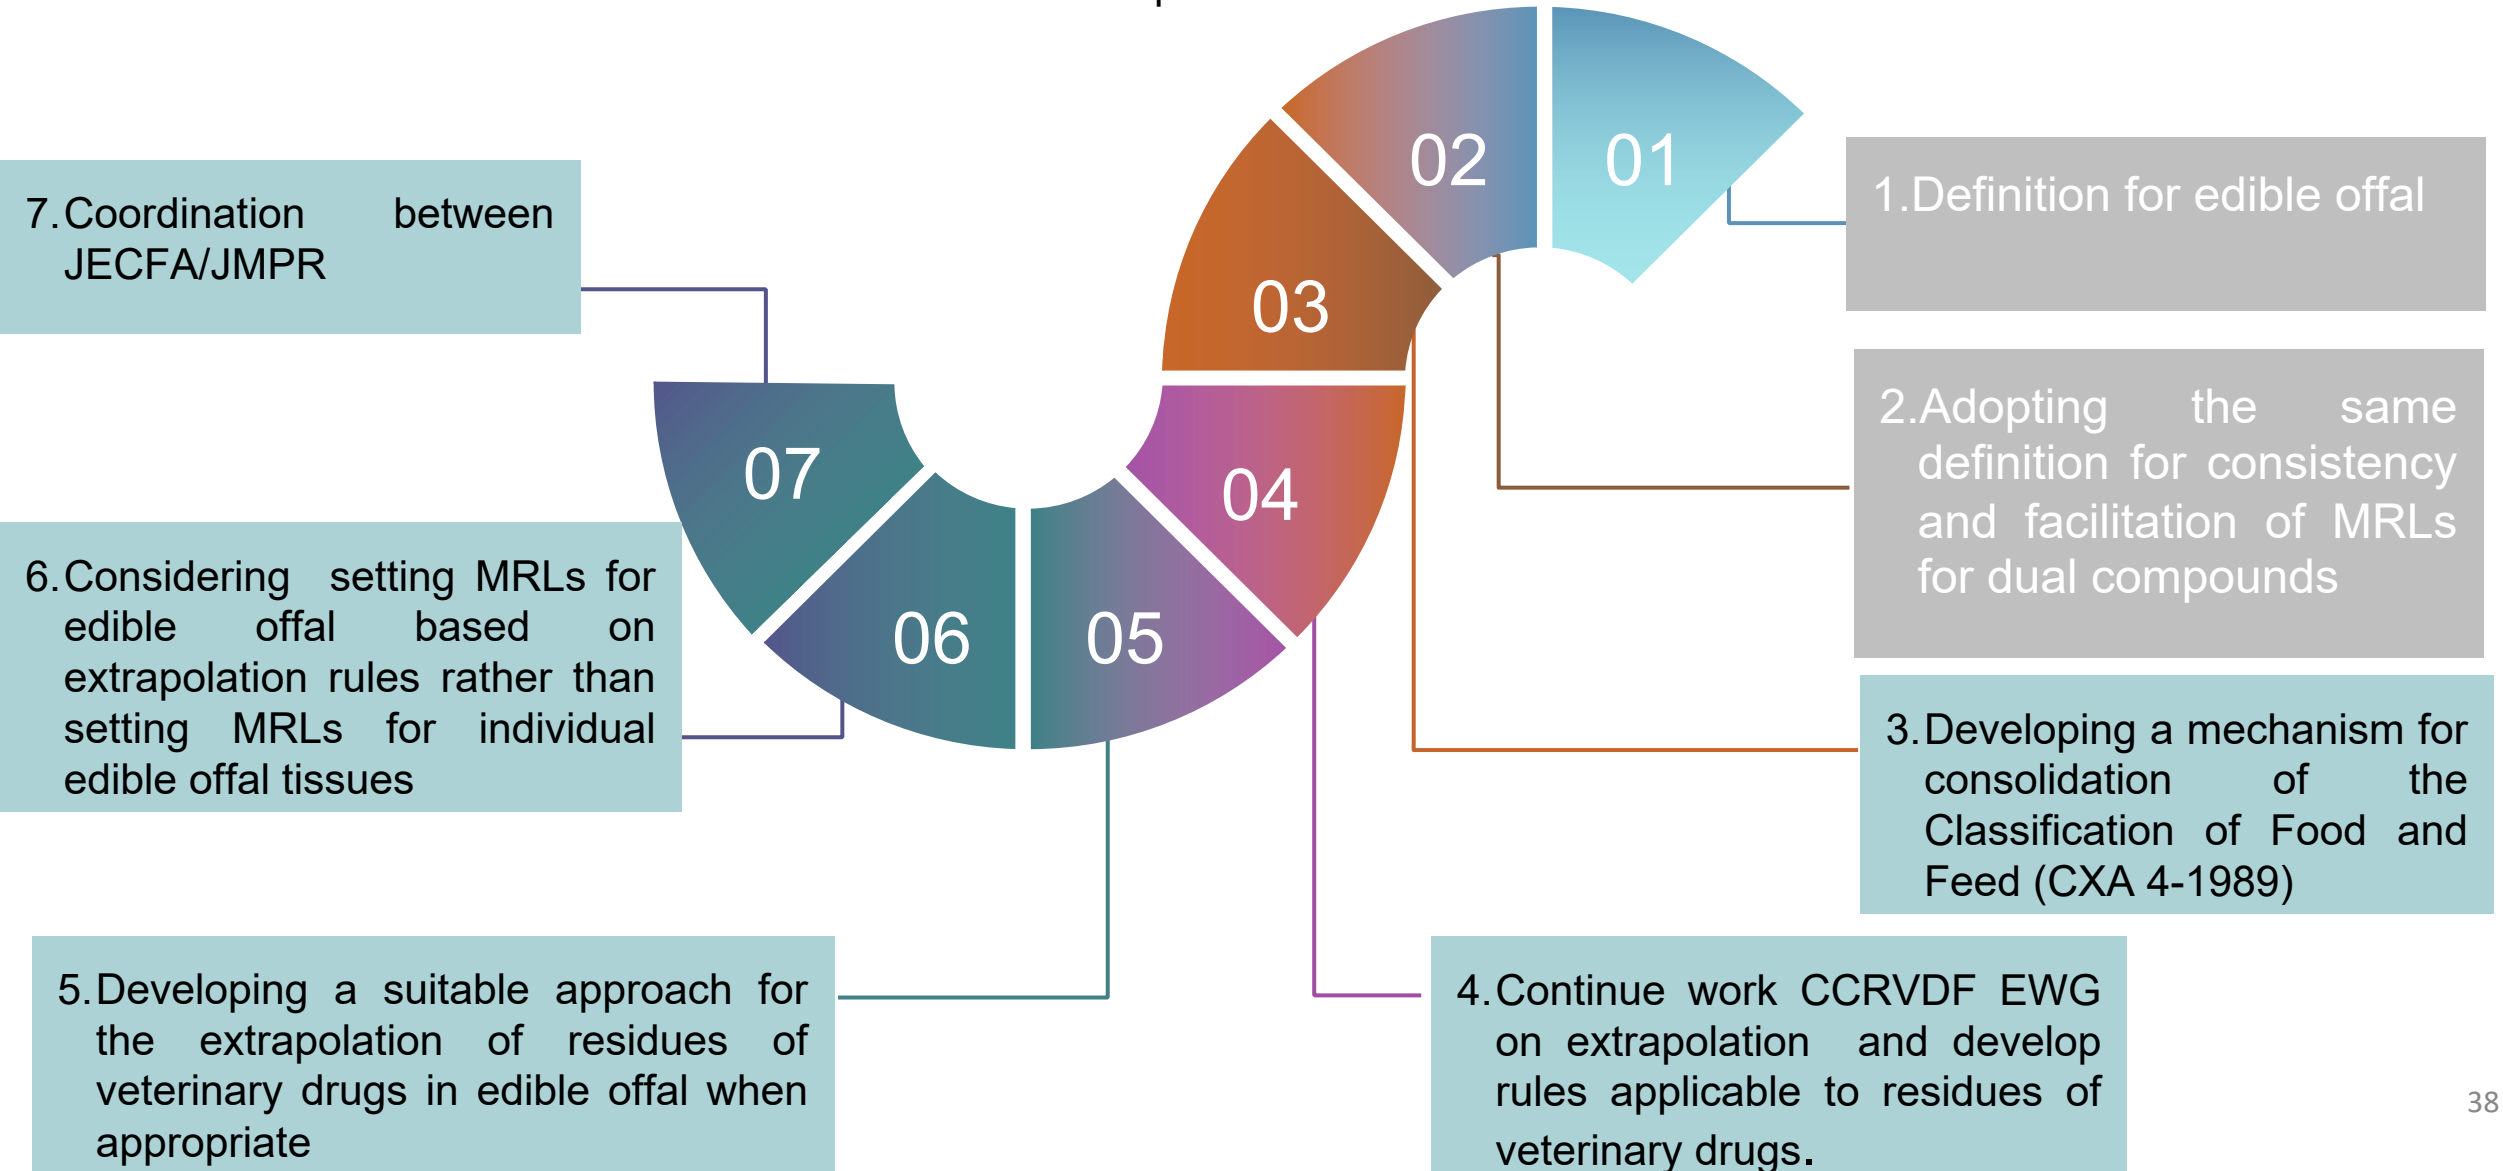 01
02
03
04
05
06
07
1.Definition for edible offal
2.Adopting the same
definition for consistency
and facilitation of MRLs
for dual compounds
3.Developing a mechanism for
consolidation of the
Classification of Food and
Feed (CXA 4-1989)
4.Continue work CCRVDF EWG
on extrapolation and develop
rules applicable to residues of
veterinary drugs.
5.Developing a suitable approach for
the extrapolation of residues of
veterinary drugs in edible offal when
appropriate
6.Considering setting MRLs for
edible offal based on
extrapolation rules rather than
setting MRLs for individual
edible offal tissues
7.Coordination between
JECFA/JMPR
38